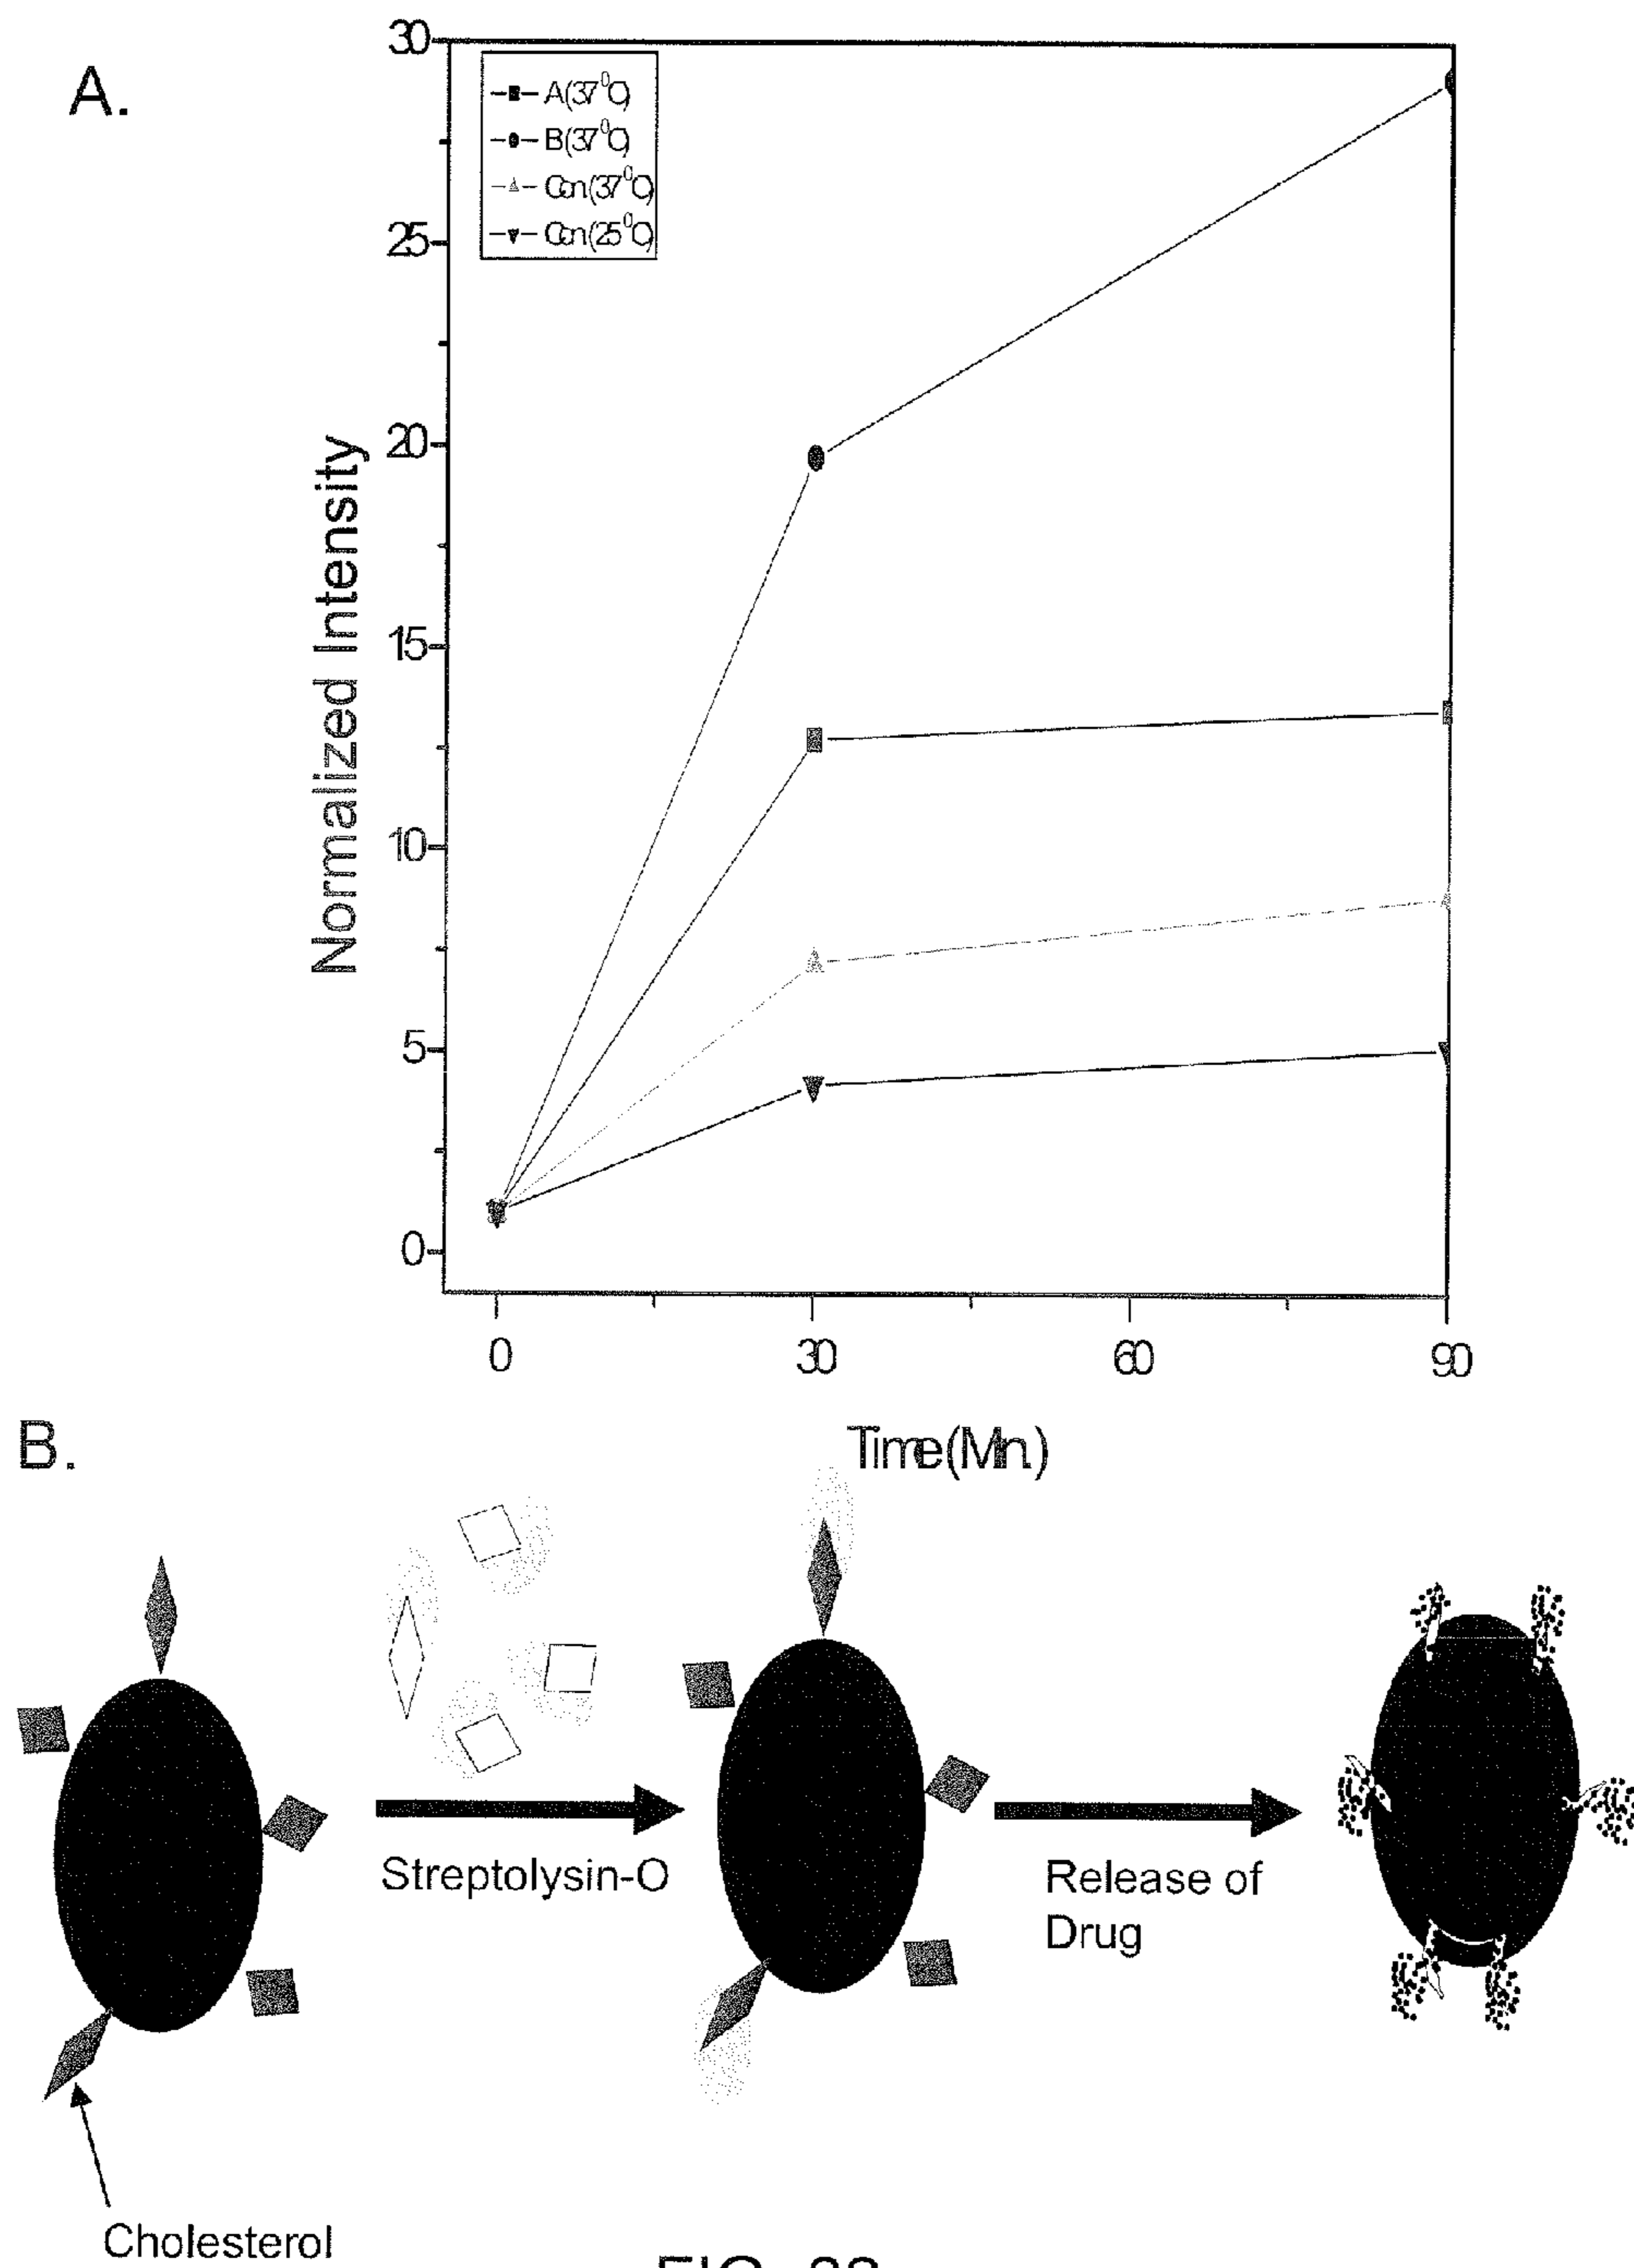 A.
30
25
20
15
10
5
0
A(37⁰C)
B(37⁰C)
Con(37⁰C)
Con(25⁰C)
Normalized Intensity
0 30 60 90
Time(Min.)
B.
Streptolysin-O
Release of
Drug
Cholesterol